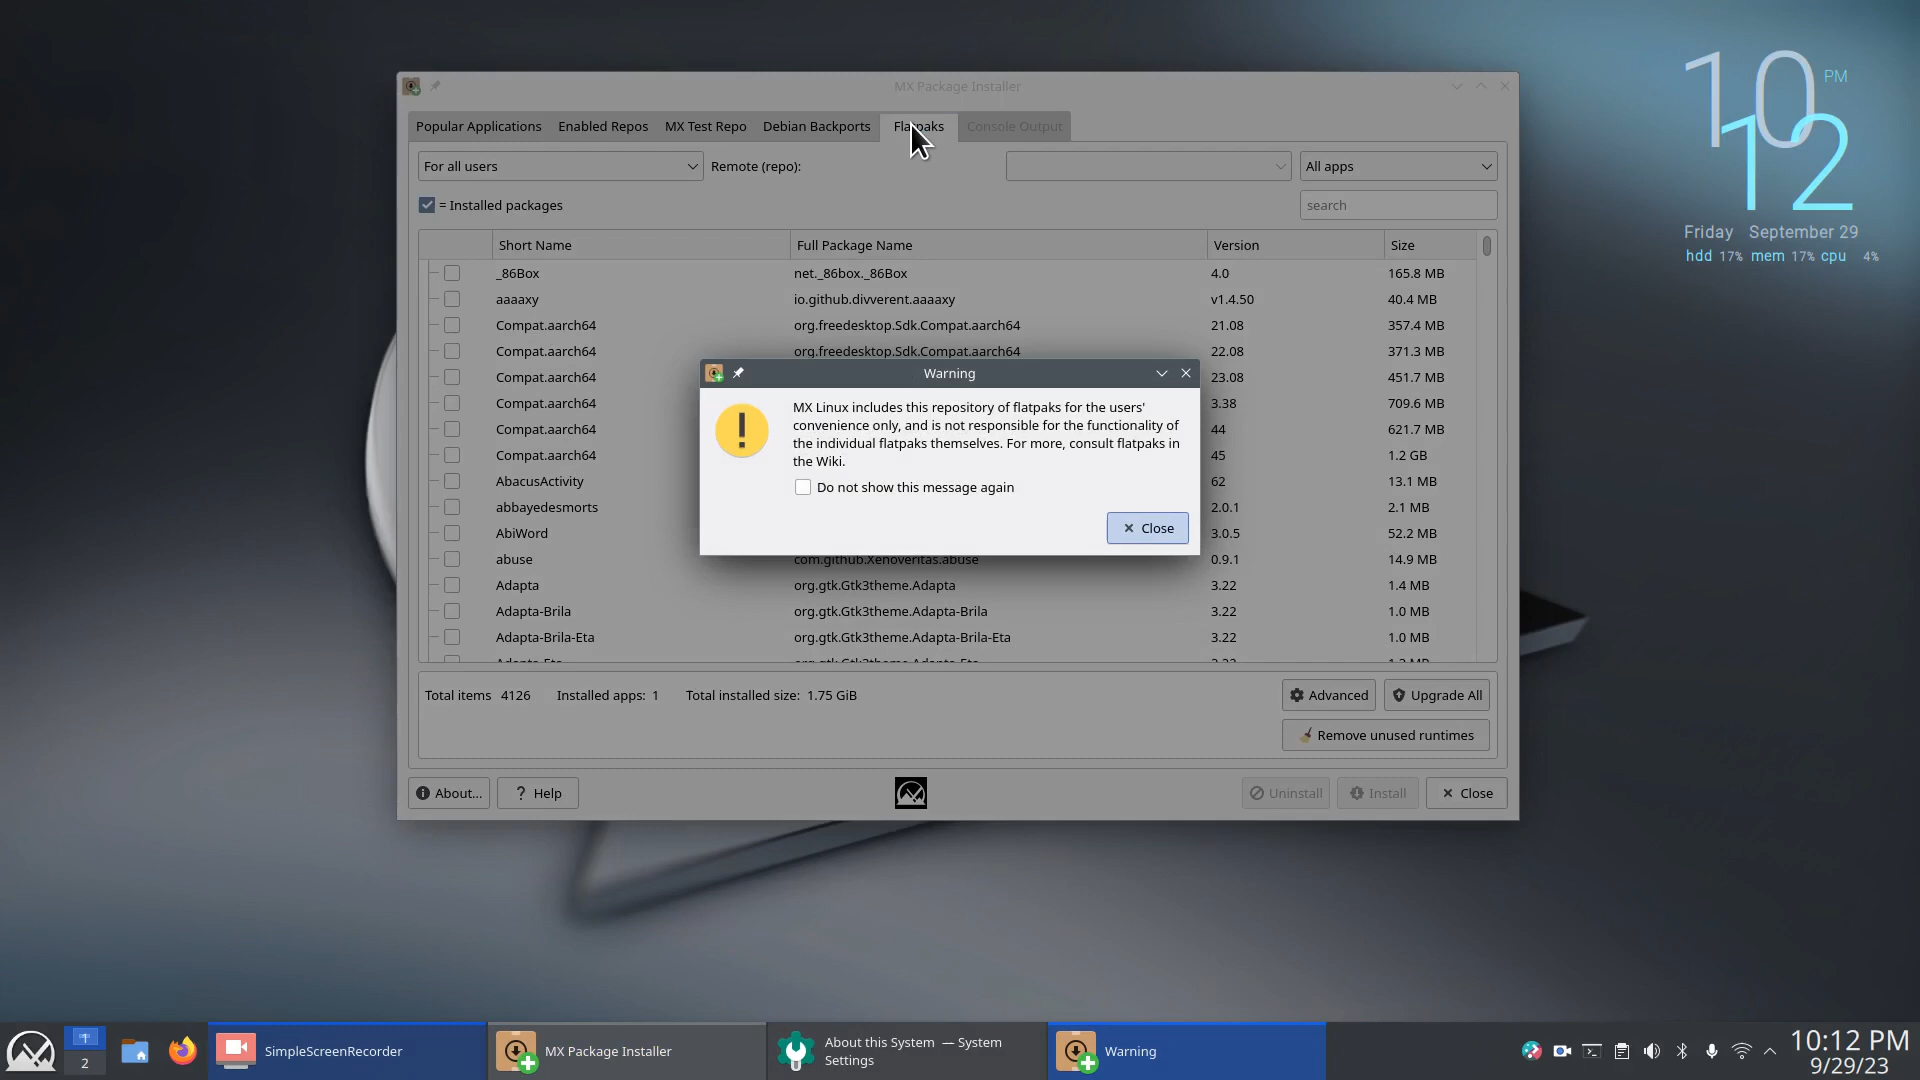 10 PM
12
Friday September 29
hdd 17% mem 17% cpu 4%
MX Package Installer
Popular Applications Enabled Repos MX Test Repo Debian Backports Flatpaks Console Output
For all users Remote (repo): All apps
= Installed packages search
Short Name Full Package Name Version Size
_86Box net._86box._86Box 4.0 165.8 MB
aaaaxy io.github.divverent.aaaaxy v1.4.50 40.4 MB
Compat.aarch64 org.freedesktop.Sdk.Compat.aarch64 21.08 357.4 MB
Compat.aarch64 org.freedesktop.Sdk.Compat.aarch64 22.08 371.3 MB
Compat.aarch64 23.08 451.7 MB
Compat.aarch64 3.38 709.6 MB
Compat.aarch64 44 621.7 MB
Compat.aarch64 45 1.2 GB
AbacusActivity 62 13.1 MB
abbayedesmorts 2.0.1 2.1 MB
AbiWord 3.0.5 52.2 MB
abuse com.github.Xenoveritas.abuse 0.9.1 14.9 MB
Adapta org.gtk.Gtk3theme.Adapta 3.22 1.4 MB
Adapta-Brila org.gtk.Gtk3theme.Adapta-Brila 3.22 1.0 MB
Adapta-Brila-Eta org.gtk.Gtk3theme.Adapta-Brila-Eta 3.22 1.0 MB
Adapta-Eta org.gtk.Gtk3theme.Adapta-Eta 3.22
Warning
MX Linux includes this repository of flatpaks for the users'
convenience only, and is not responsible for the functionality of
the individual flatpaks themselves. For more, consult flatpaks in
the Wiki.
Do not show this message again
Close
Total items 4126 Installed apps: 1 Total installed size: 1.75 GiB
Advanced Upgrade All
Remove unused runtimes
About... ? Help Uninstall Install Close
1
2
SimpleScreenRecorder
MX Package Installer
About this System — System
Settings
Warning
10:12 PM
9/29/23